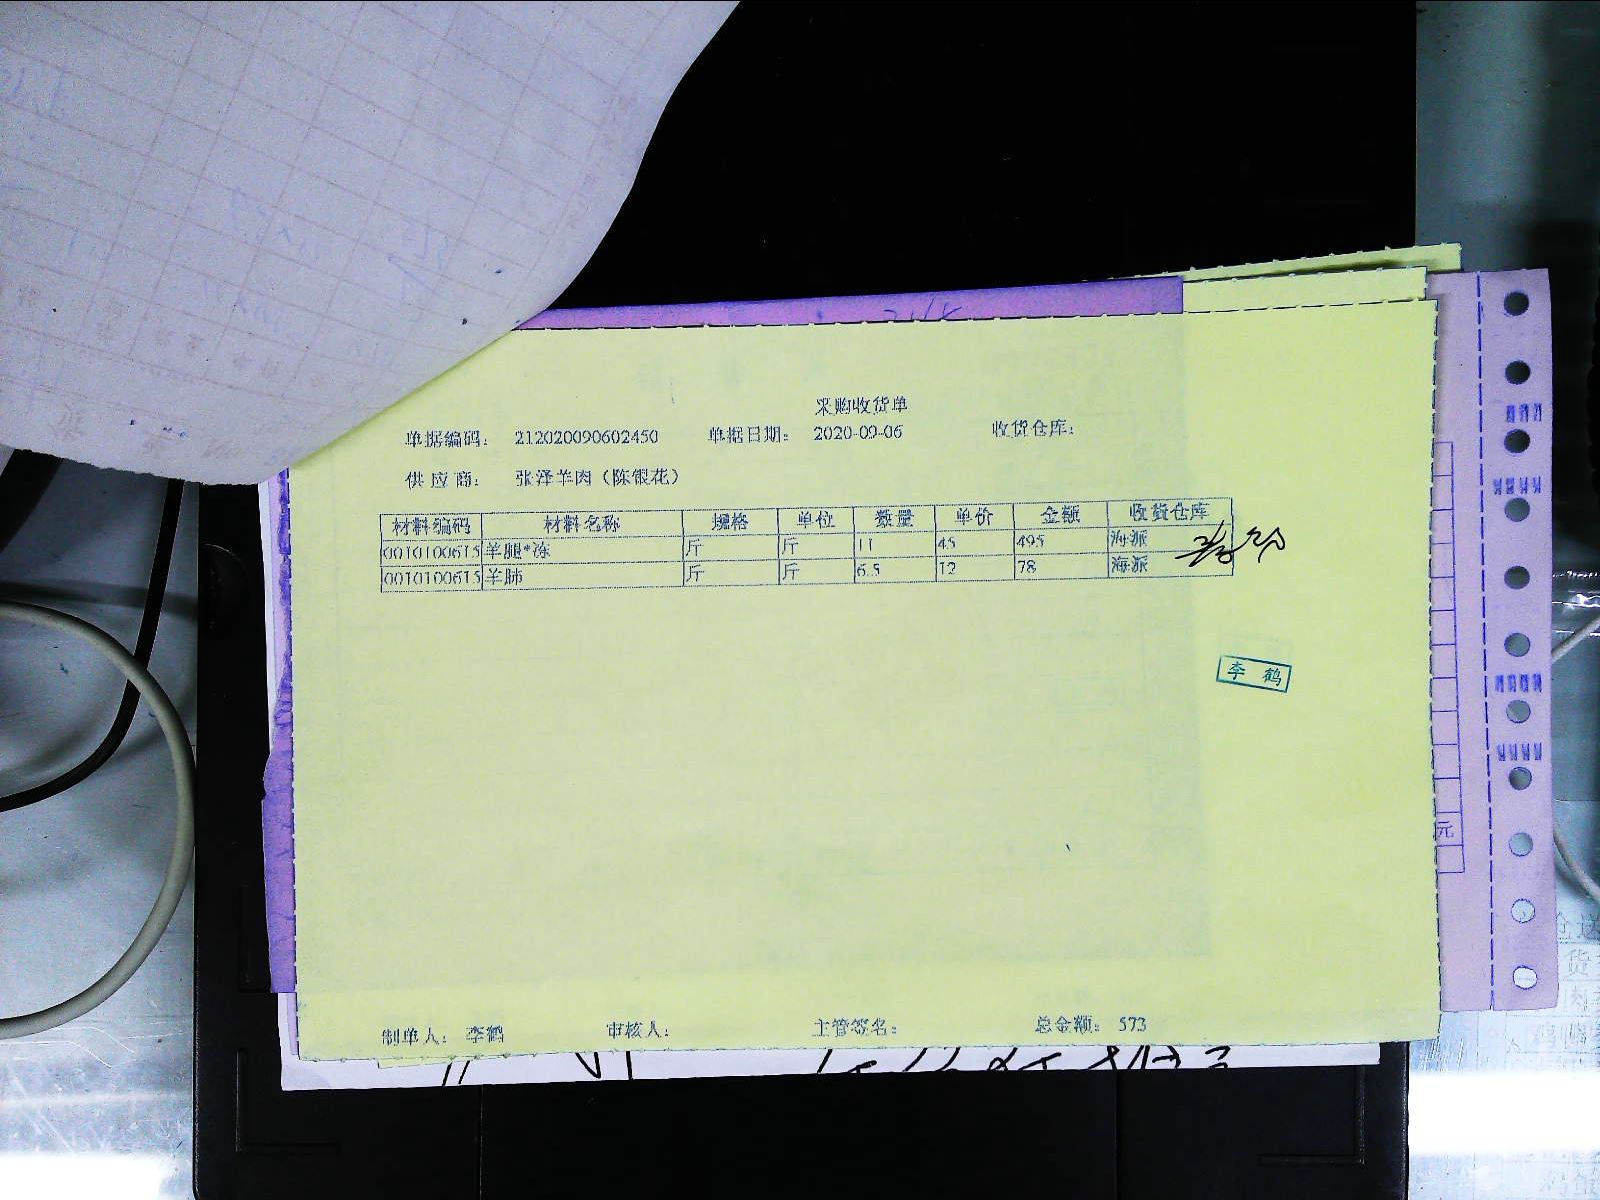 采购收货单
单据编码： 212020090602450 单据日期： 2020-09-06 收货仓库：
供应商： 张泽羊肉（陈银花）
材料编码 材料名称 规格 单位 数量 单价 金额 收货仓库
0010100615 羊腿*冻 斤 斤 11 45 495 海派
0010100615 羊肺 斤 斤 6.5 12 78 海派
李鹤
元
制单人： 李鹤 审核人： 主管签名： 总金额： 573